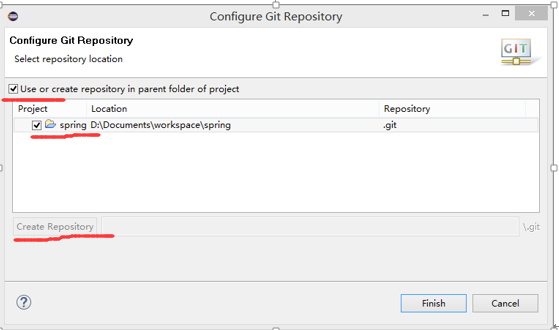 Configure Git Repository
Configure Git Repository
Select repository location
GIT
Use or create repository in parent folder of project
Project Location Repository
spring D:\Documents\workspace\spring .git
Create Repository \.git
? Finish Cancel